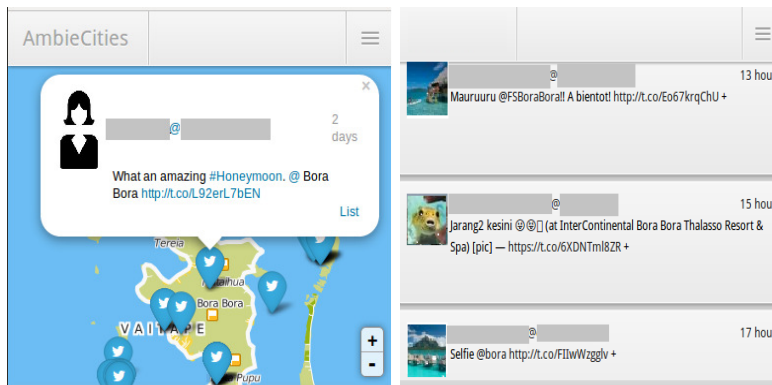 AmbieCities
@
2
days
What an amazing #Honeymoon. @ Bora
Bora http://t.co/L92erL7bEN
List
Tereia
Bora Bora
VAITAPE
Pupu
+
-
@
13 hou
Mauruuru @FSBoraBora!! A bientot! http://t.co/Eo67krqChU +
@
15 hou
Jarang2 kesini (at InterContinental Bora Bora Thalasso Resort &
Spa) [pic] — https://t.co/6XDNTml8ZR +
@
17 hou
Selfie @bora http://t.co/FIIwWzgglv +